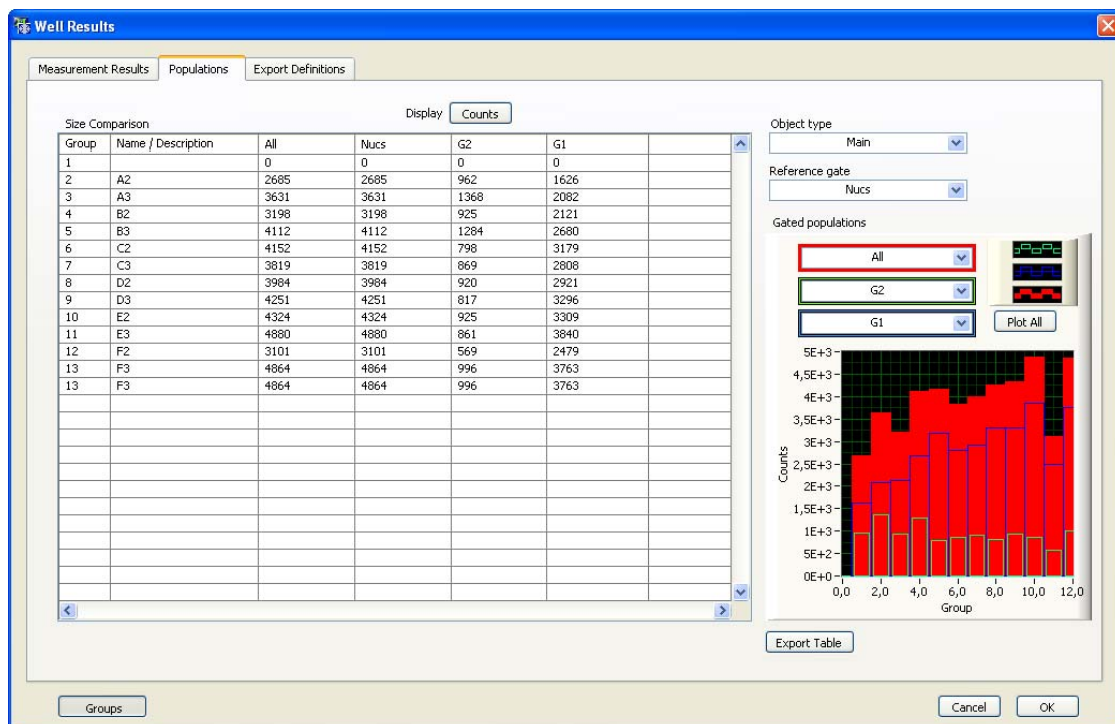 Well Results
Measurement Results Populations Export Definitions
Size Comparison Display Counts
Group Name / Description All Nucs G2 G1
1 0 0 0 0
2 A2 2685 2685 962 1626
3 A3 3631 3631 1368 2082
4 B2 3198 3198 925 2121
5 B3 4112 4112 1284 2680
6 C2 4152 4152 798 3179
7 C3 3819 3819 869 2808
8 D2 3984 3984 920 2921
9 D3 4251 4251 817 3296
10 E2 4324 4324 925 3309
11 E3 4880 4880 861 3840
12 F2 3101 3101 569 2479
13 F3 4864 4864 996 3763
13 F3 4864 4864 996 3763
Object type
Main
Reference gate
Nucs
Gated populations
All
G2
G1 Plot All
5E+3
4,5E+3
4E+3
3,5E+3
3E+3
2,5E+3
2E+3
1,5E+3
1E+3
5E+2
0E+0
Counts
0,0 2,0 4,0 6,0 8,0 10,0 12,0
Group
Export Table
Groups Cancel OK